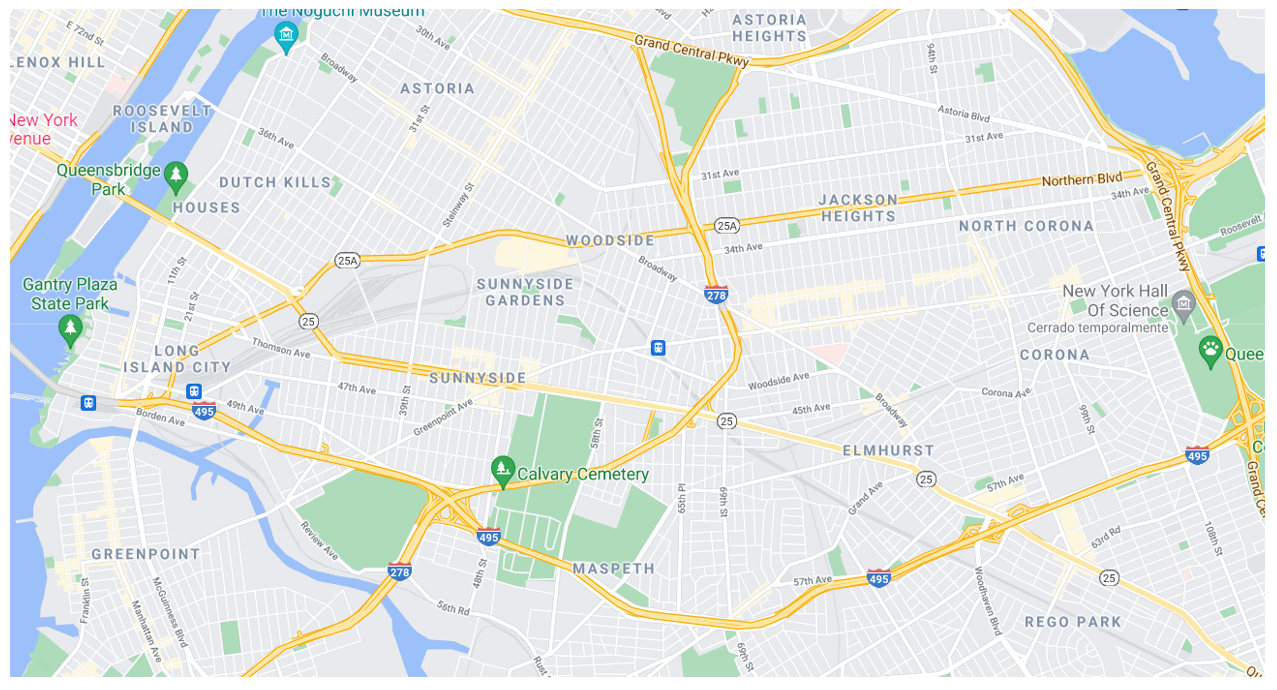 The Noguchi Museum
E 72nd St
LENOX HILL
30th Ave
Broadway
ASTORIA
HEIGHTS
Grand Central Pkwy
94th St
ASTORIA
31st St
ROOSEVELT
ISLAND
New York
venue
36th Ave
Astoria Blvd
31st Ave
Queensbridge
Park
DUTCH KILLS
HOUSES
Steinway St
31st Ave
Northern Blvd
34th Ave
Grand Central Pkwy
JACKSON
HEIGHTS
25A
NORTH CORONA
Roosevelt
WOODSIDE
34th Ave
25A
Broadway
11th St
21st St
Gantry Plaza
State Park
SUNNYSIDE
GARDENS
278
New York Hall
Of Science
Cerrado temporalmente
25
LONG
ISLAND CITY
Thomson Ave
CORONA
Quee
SUNNYSIDE
47th Ave
39th St
Woodside Ave
Corona Ave
495
49th Ave
Borden Ave
Greenpoint Ave
58th St
25
45th Ave
Broadway
99th St
ELMHURST
495
Calvary Cemetery
25
57th Ave
Grand Ave
65th Pl
69th St
Grand Ce
Review Ave
495
63rd Rd
108th St
GREENPOINT
278
48th St
MASPETH
57th Ave
495
25
Franklin St
Manhattan Ave
McGuinness Blvd
56th Rd
Woodhaven Blvd
REGO PARK
69th St
Rust